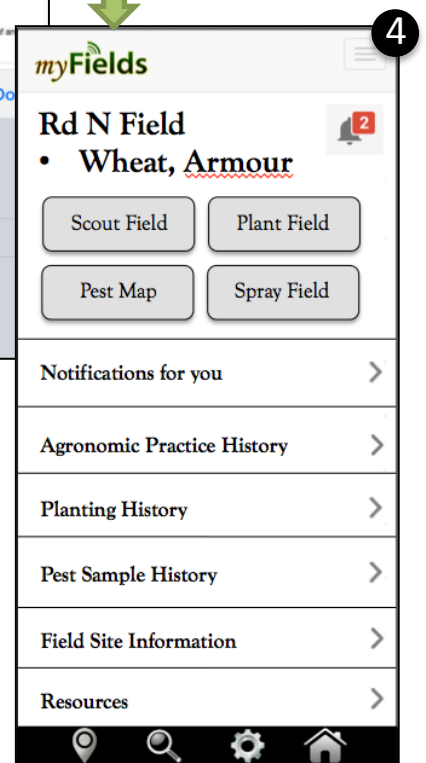 4
myFields
Do
Rd N Field
2
• Wheat, Armour
Scout Field Plant Field
Pest Map Spray Field
Notifications for you
Agronomic Practice History
Planting History
Pest Sample History
Field Site Information
Resources